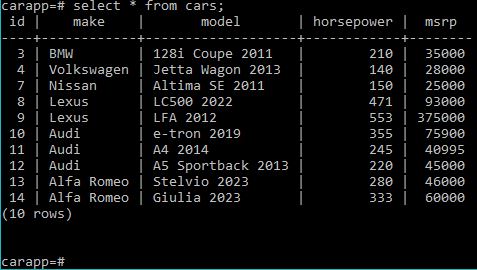 carapp=# select * from cars;
 id |    make    |        model         | horsepower |  msrp
----+------------+----------------------+------------+--------
  3 | BMW        | 128i Coupe 2011      |        210 |  35000
  4 | Volkswagen | Jetta Wagon 2013     |        140 |  28000
  7 | Nissan     | Altima SE 2011       |        150 |  25000
  8 | Lexus      | LC500 2022           |        471 |  93000
  9 | Lexus      | LFA 2012             |        553 | 375000
 10 | Audi       | e-tron 2019          |        355 |  75900
 11 | Audi       | A4 2014              |        245 |  40995
 12 | Audi       | A5 Sportback 2013    |        220 |  45000
 13 | Alfa Romeo | Stelvio 2023         |        280 |  46000
 14 | Alfa Romeo | Giulia 2023          |        333 |  60000
(10 rows)
carapp=#